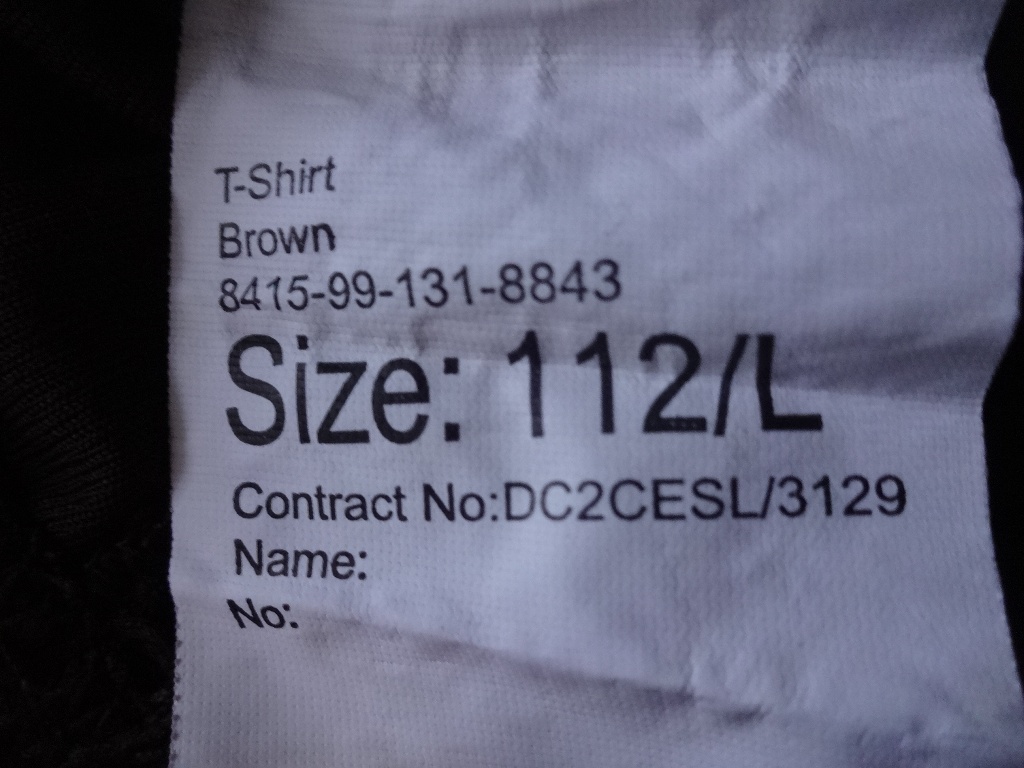 T-Shirt
Brown
8415-99-131-8843
Size: 112/L
Contract No:DC2CESL/3129
Name:
No: